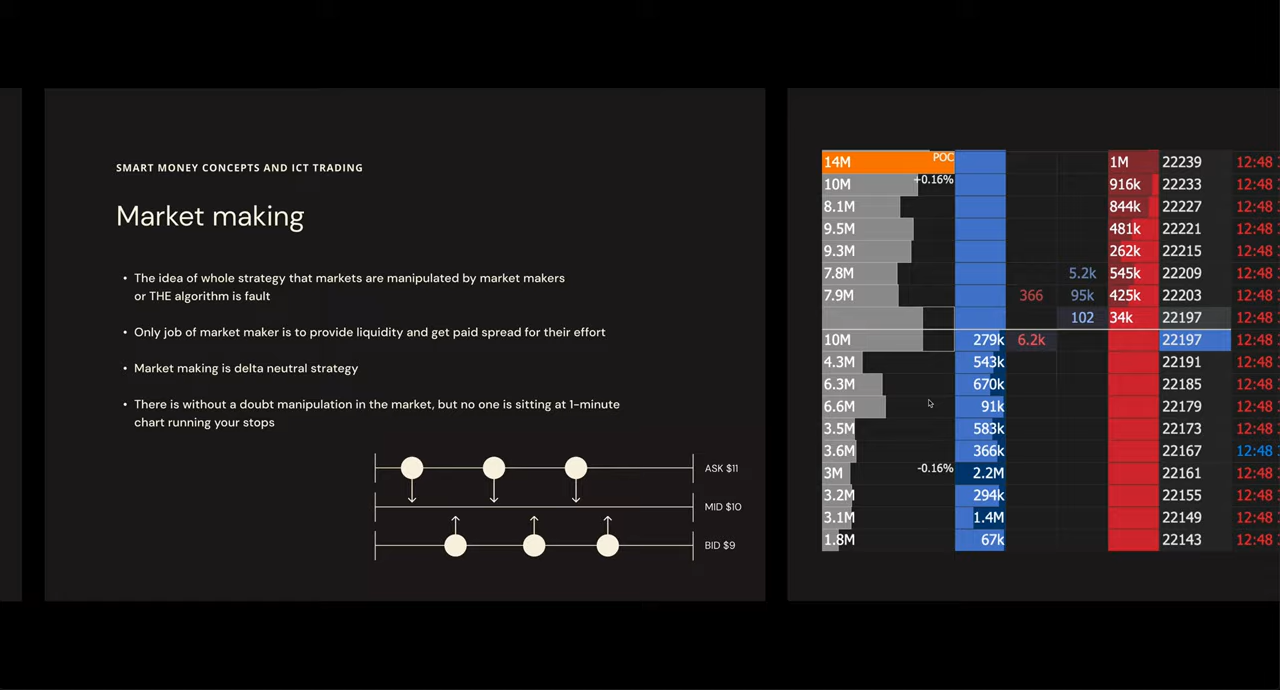 SMART MONEY CONCEPTS AND ICT TRADING
Market making
• The idea of whole strategy that markets are manipulated by market makers
or THE algorithm is fault
• Only job of market maker is to provide liquidity and get paid spread for their effort
• Market making is delta neutral strategy
• There is without a doubt manipulation in the market, but no one is sitting at 1-minute
chart running your stops
ASK $11
MID $10
BID $9
14M POC 1M 22239 12:48
10M +0.16% 916k 22233 12:48
8.1M 844k 22227 12:48
9.5M 481k 22221 12:48
9.3M 262k 22215 12:48
7.8M 5.2k 545k 22209 12:48
7.9M 366 95k 425k 22203 12:48
102 34k 22197 12:48
10M 279k 6.2k 22197 12:48
4.3M 543k 22191 12:48
6.3M 670k 22185 12:48
6.6M 91k 22179 12:48
3.5M 583k 22173 12:48
3.6M 366k 22167 12:48
3M -0.16% 2.2M 22161 12:48
3.2M 294k 22155 12:48
3.1M 1.4M 22149 12:48
1.8M 67k 22143 12:48